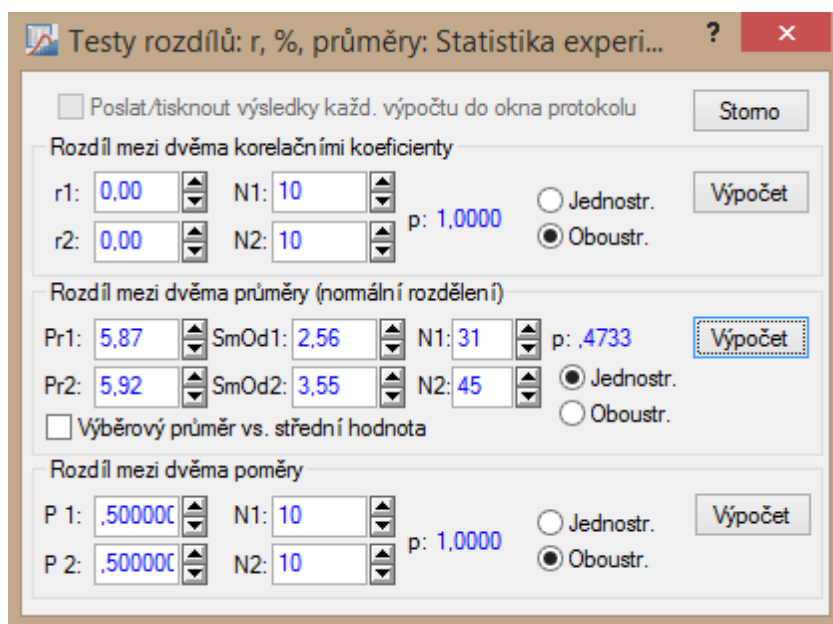 Testy rozdílů: r, %, průměry: Statistika experi... ? ×
Poslat/tisknout výsledky každ. výpočtu do okna protokolu Storno
Rozdíl mezi dvěma korelačními koeficienty
r1: 0,00 N1: 10 p: 1,0000 Jednostr. Výpočet
r2: 0,00 N2: 10 Oboustr.
Rozdíl mezi dvěma průměry (normální rozdělení)
Pr1: 5,87 SmOd1: 2,56 N1: 31 p: ,4733 Výpočet
Pr2: 5,92 SmOd2: 3,55 N2: 45 Jednostr.
Výběrový průměr vs. střední hodnota Oboustr.
Rozdíl mezi dvěma poměry
P 1: ,500000 N1: 10 p: 1,0000 Jednostr. Výpočet
P 2: ,500000 N2: 10 Oboustr.